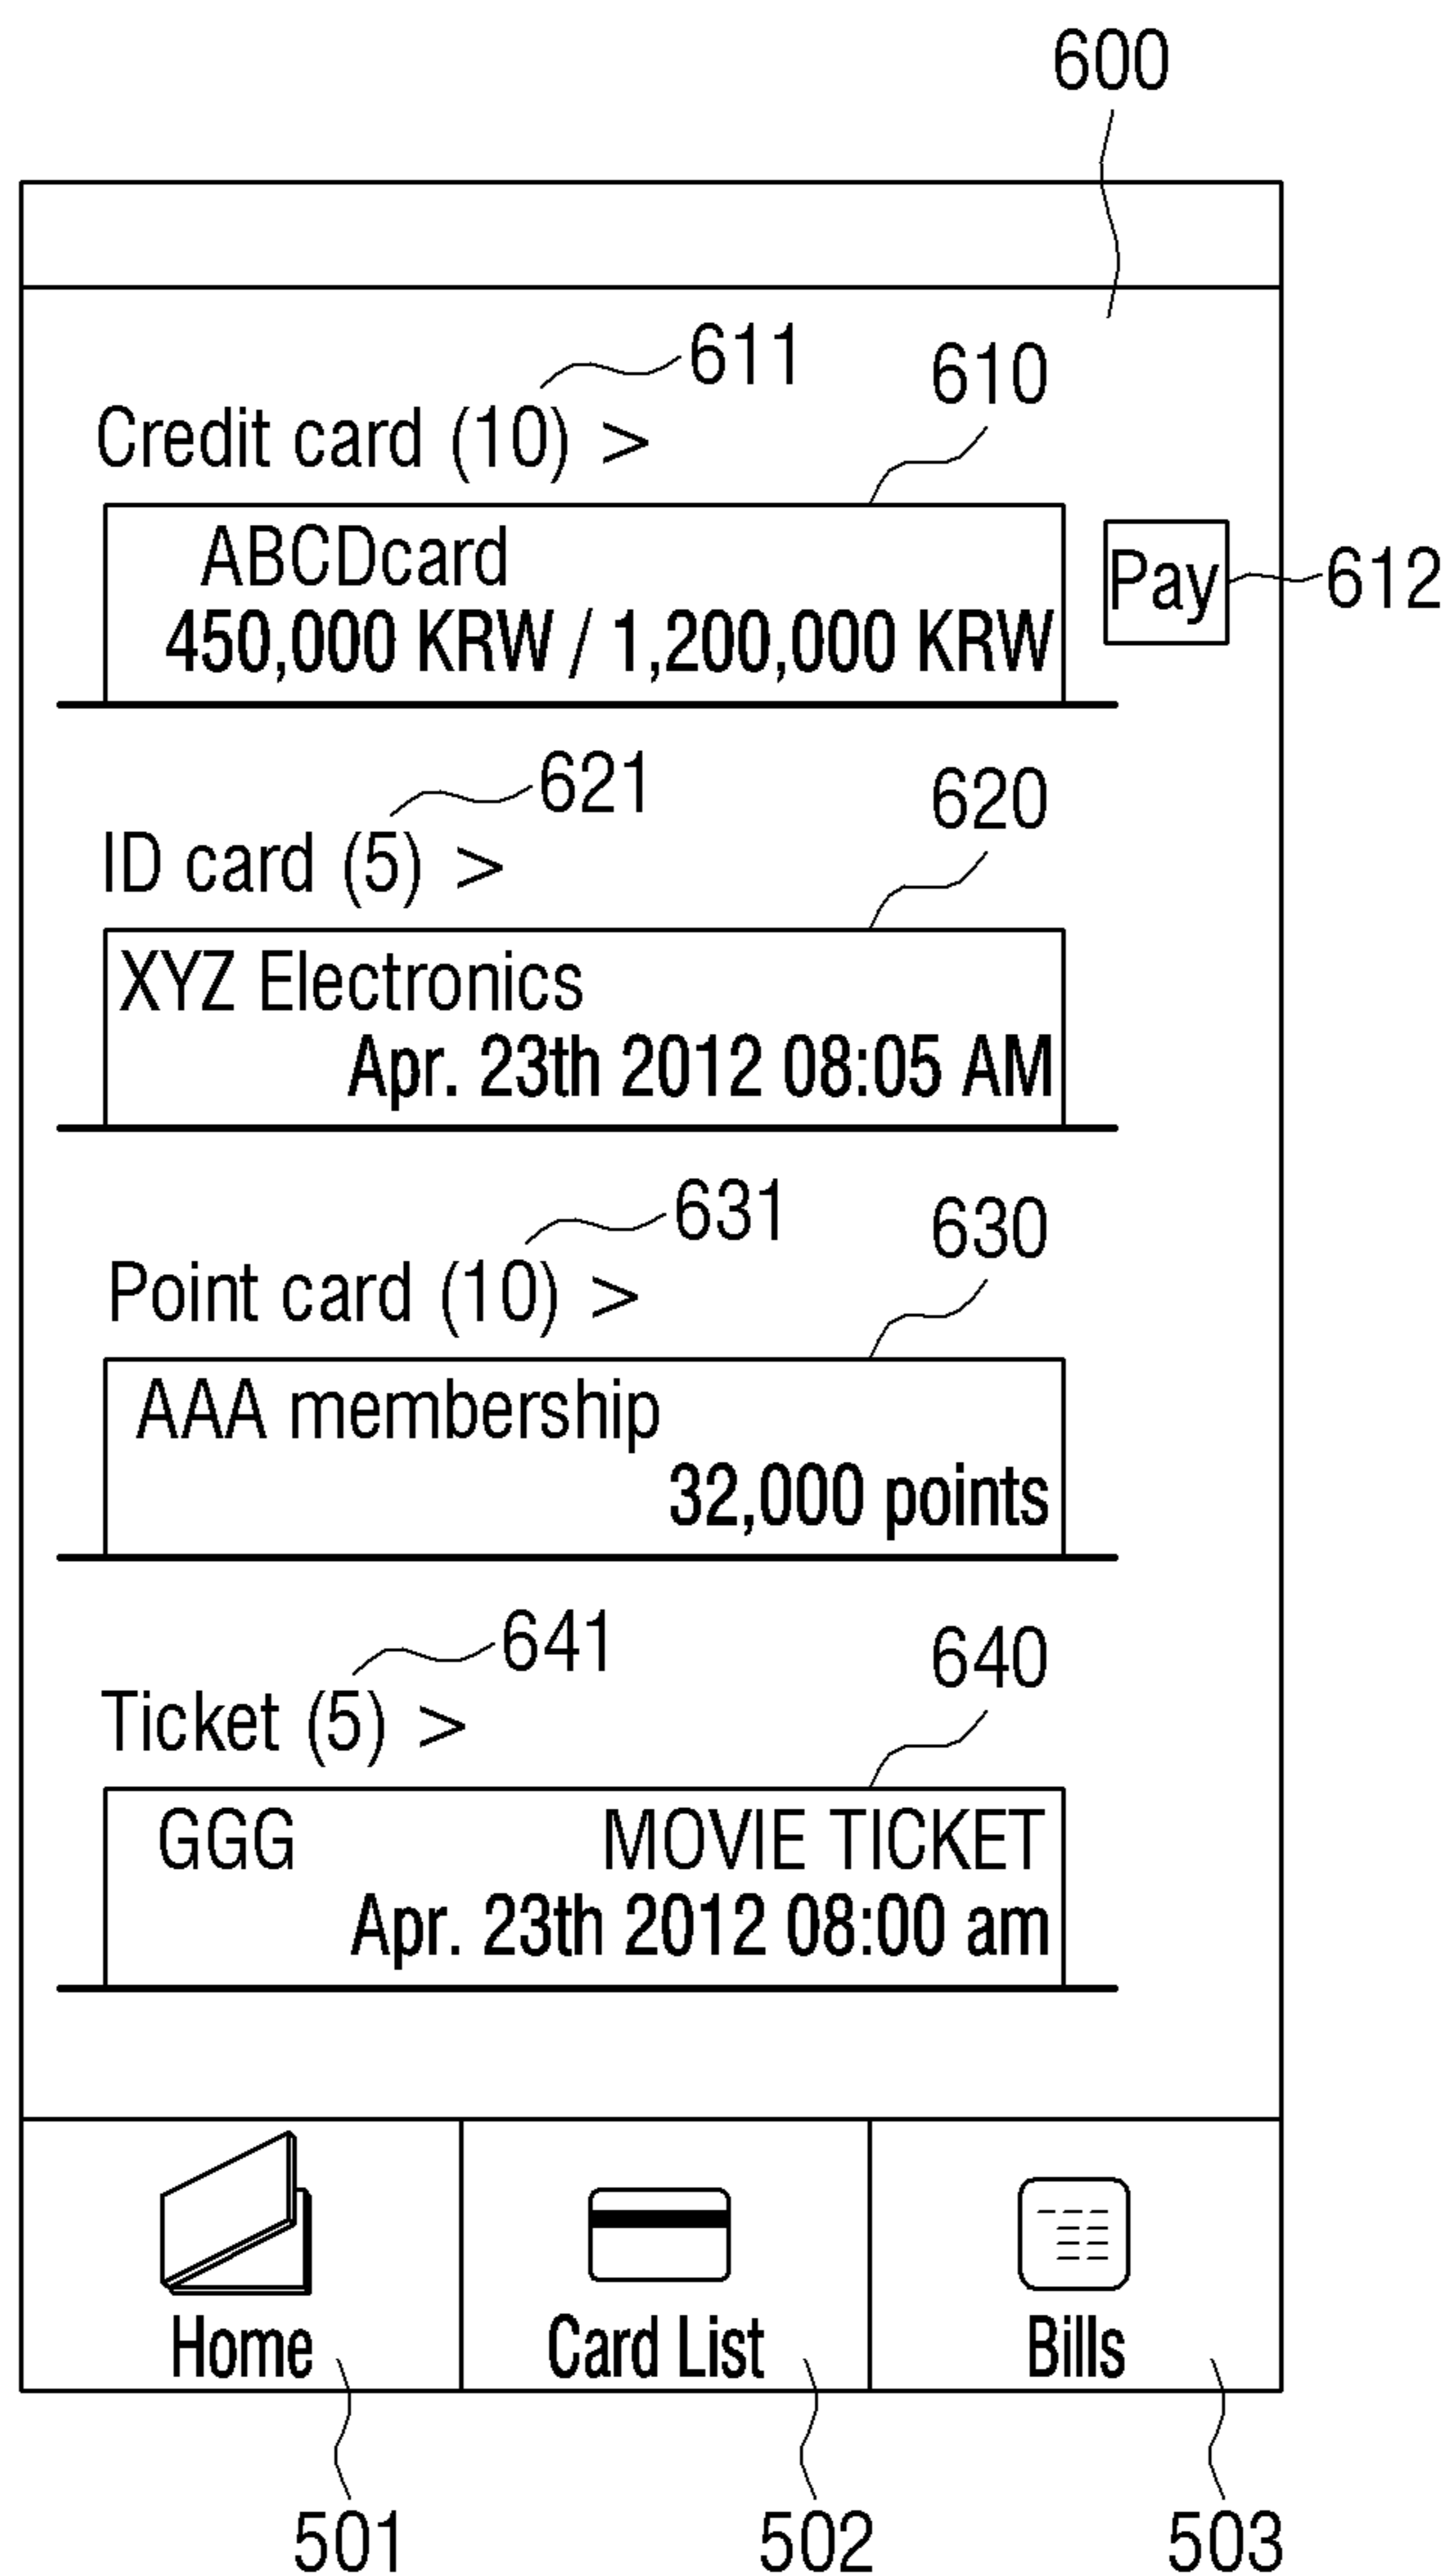 600
611
610
Credit card (10) >
ABCDcard
Pay
612
450,000 KRW / 1,200,000 KRW
621
620
ID card (5) >
XYZ Electronics
Apr. 23th 2012 08:05 AM
631
630
Point card (10) >
AAA membership
32,000 points
641
640
Ticket (5) >
GGG MOVIE TICKET
Apr. 23th 2012 08:00 am
Home
Card List
Bills
501
502
503